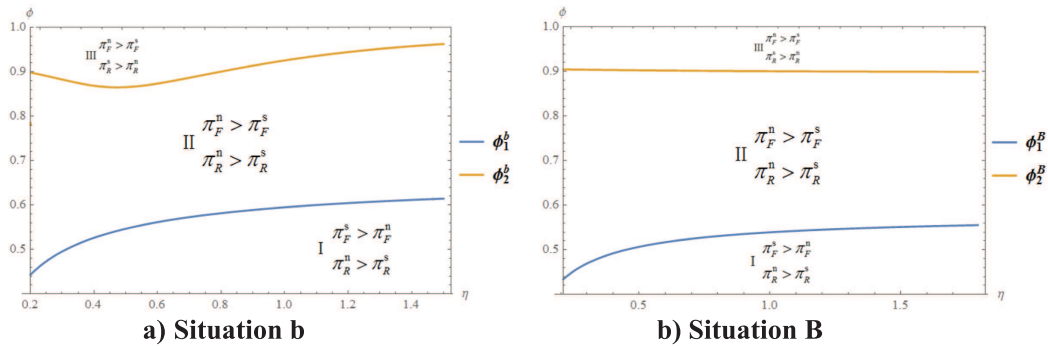 ϕ
1.0
0.9
0.8
0.7
0.6
0.5
0.2 0.4 0.6 0.8 1.0 1.2 1.4 η
III π_F^n > π_F^s
π_R^s > π_R^n
II π_F^n > π_F^s
π_R^n > π_R^s
I π_F^s > π_F^n
π_R^n > π_R^s
ϕ_1^b
ϕ_2^b
a) Situation b
ϕ
1.0
0.9
0.8
0.7
0.6
0.5
0.5 1.0 1.5 η
III π_F^n > π_F^s
π_R^s > π_R^n
II π_F^n > π_F^s
π_R^n > π_R^s
I π_F^s > π_F^n
π_R^n > π_R^s
ϕ_1^B
ϕ_2^B
b) Situation B